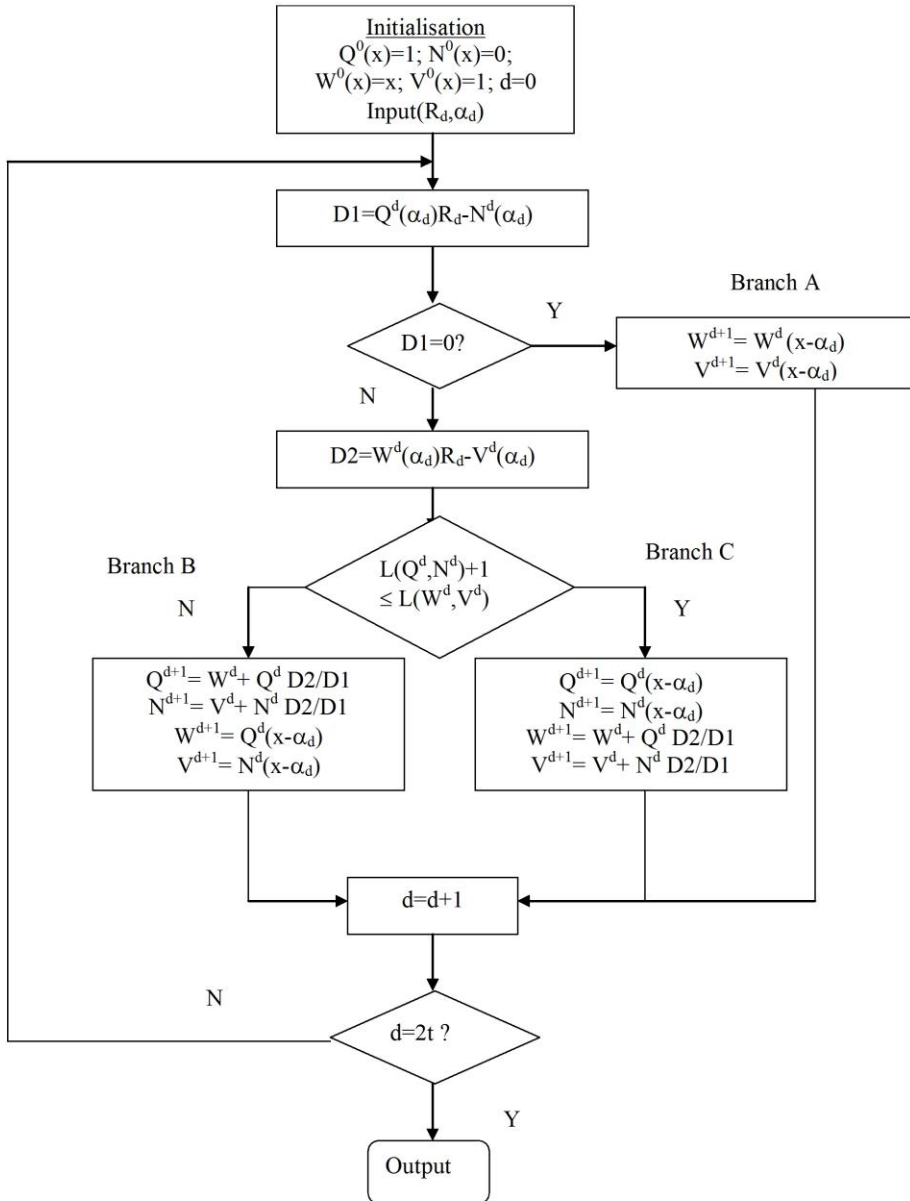 Initialisation
Q⁰(x)=1; N⁰(x)=0;
W⁰(x)=x; V⁰(x)=1; d=0
Input(R_d,α_d)
D1=Q^d(α_d)R_d-N^d(α_d)
Branch A
D1=0?
Y
W^{d+1}= W^d (x-α_d)
V^{d+1}= V^d(x-α_d)
N
D2=W^d(α_d)R_d-V^d(α_d)
Branch B
Branch C
L(Q^d,N^d)+1
≤ L(W^d,V^d)
N
Y
Q^{d+1}= W^d+ Q^d D2/D1
N^{d+1}= V^d+ N^d D2/D1
W^{d+1}= Q^d(x-α_d)
V^{d+1}= N^d(x-α_d)
Q^{d+1}= Q^d(x-α_d)
N^{d+1}= N^d(x-α_d)
W^{d+1}= W^d+ Q^d D2/D1
V^{d+1}= V^d+ N^d D2/D1
d=d+1
N
d=2t ?
Y
Output